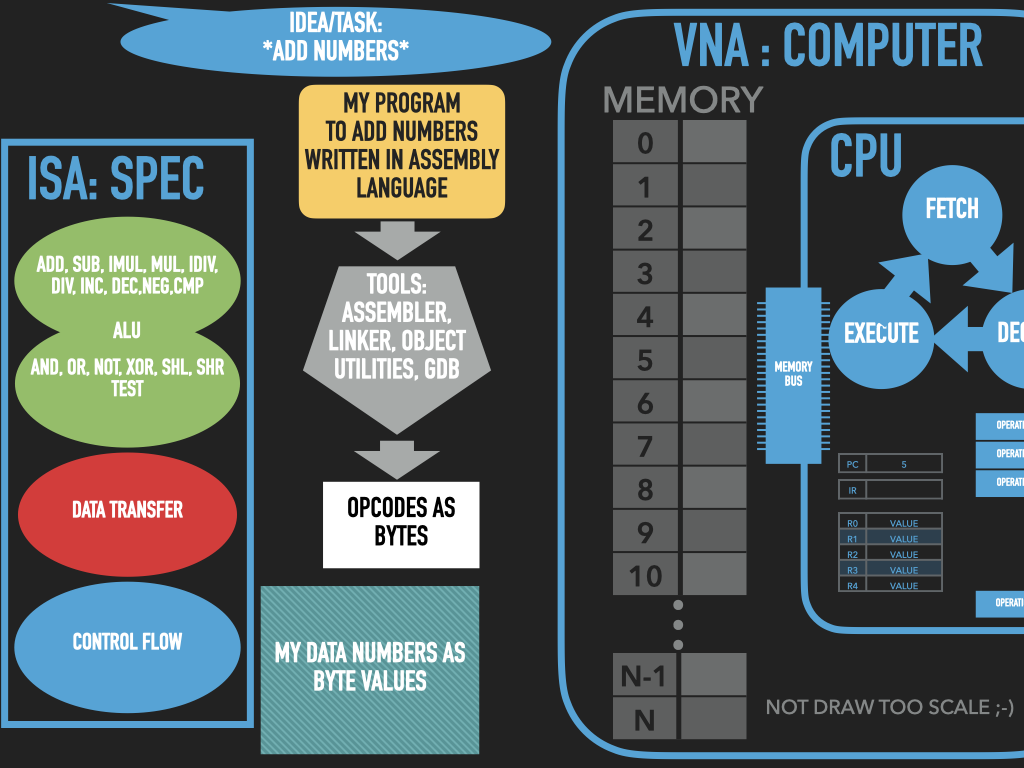 IDEA/TASK:
*ADD NUMBERS*
MY PROGRAM
TO ADD NUMBERS
WRITTEN IN ASSEMBLY
LANGUAGE
TOOLS:
ASSEMBLER,
LINKER, OBJECT
UTILITIES, GDB
OPCODES AS
BYTES
MY DATA NUMBERS AS
BYTE VALUES
ISA: SPEC
ADD, SUB, IMUL, MUL, IDIV,
DIV, INC, DEC,NEG,CMP
ALU
AND, OR, NOT, XOR, SHL, SHR
TEST
DATA TRANSFER
CONTROL FLOW
VNA : COMPUTER
MEMORY
0
1
2
3
4
5
6
7
8
9
10
N-1
N
MEMORY
BUS
CPU
FETCH
EXECUTE
DEC
PC 5
IR
R0 VALUE
R1 VALUE
R2 VALUE
R3 VALUE
R4 VALUE
OPERATI
OPERATI
OPERATI
OPERATI
NOT DRAW TOO SCALE ;-)